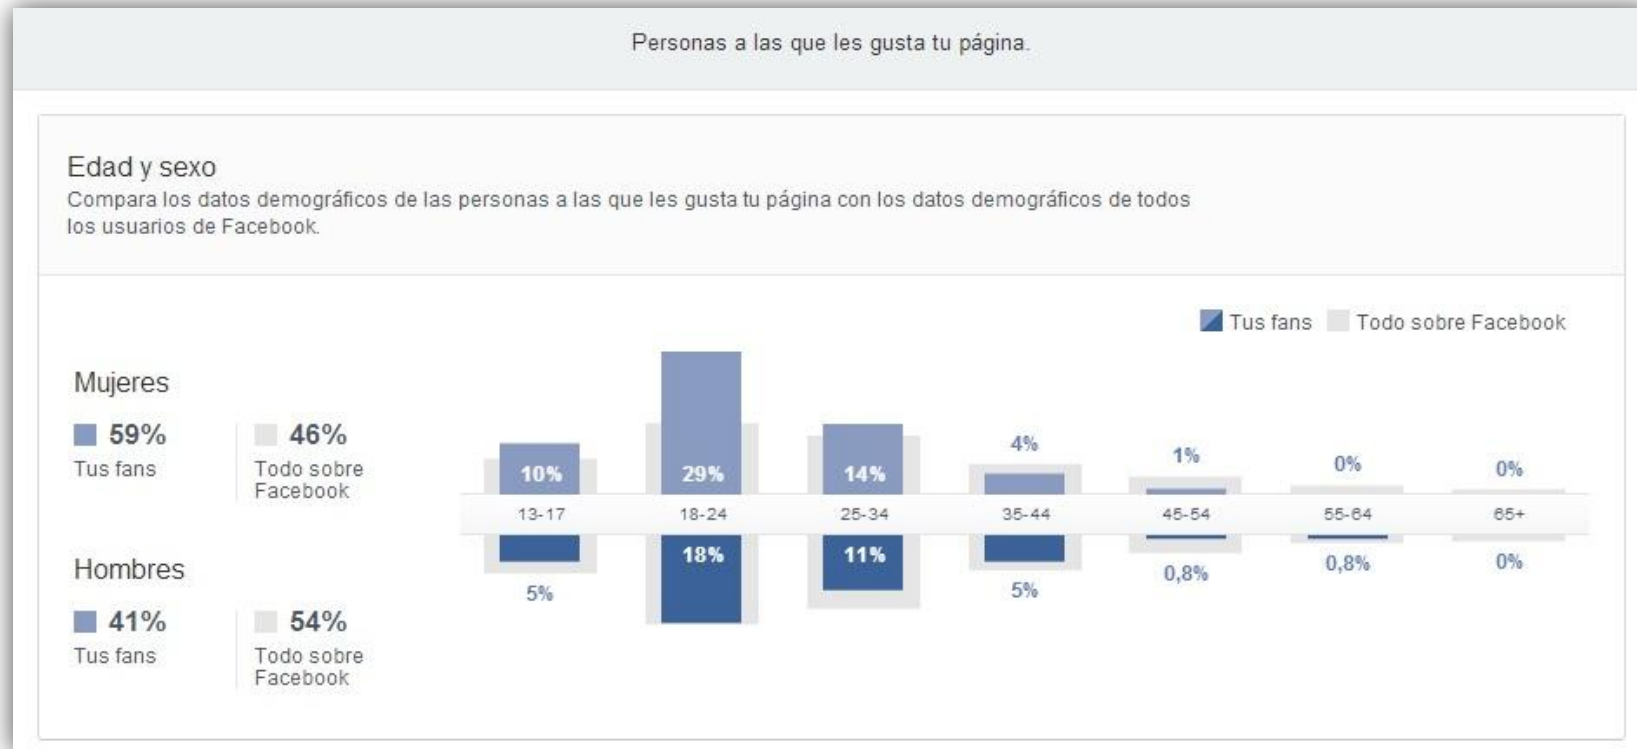 Personas a las que les gusta tu página.
Edad y sexo
Compara los datos demográficos de las personas a las que les gusta tu página con los datos demográficos de todos
los usuarios de Facebook.
Tus fans Todo sobre Facebook
Mujeres
59% 46%
Tus fans Todo sobre
Facebook
4% 1% 0% 0%
10% 29% 14%
13-17 18-24 25-34 35-44 45-54 55-64 65+
18% 11%
5% 5% 0,8% 0,8% 0%
Hombres
41% 54%
Tus fans Todo sobre
Facebook